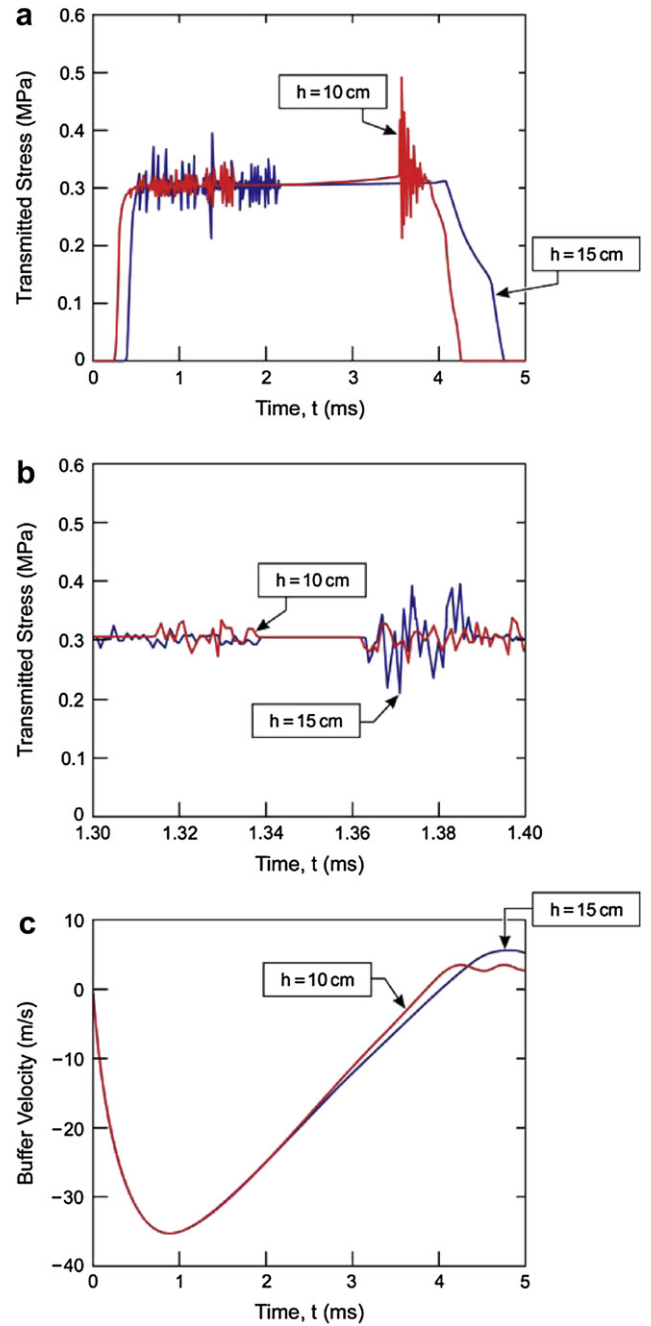 a
0.6
0.5
0.4
0.3
0.2
0.1
0
Transmitted Stress (MPa)
h = 10 cm
h = 15 cm
0 1 2 3 4 5
Time, t (ms)
b
0.6
0.5
0.4
0.3
0.2
0.1
0
Transmitted Stress (MPa)
h = 10 cm
h = 15 cm
1.30 1.32 1.34 1.36 1.38 1.40
Time, t (ms)
c
10
0
−10
−20
−30
−40
Buffer Velocity (m/s)
h = 15 cm
h = 10 cm
0 1 2 3 4 5
Time, t (ms)